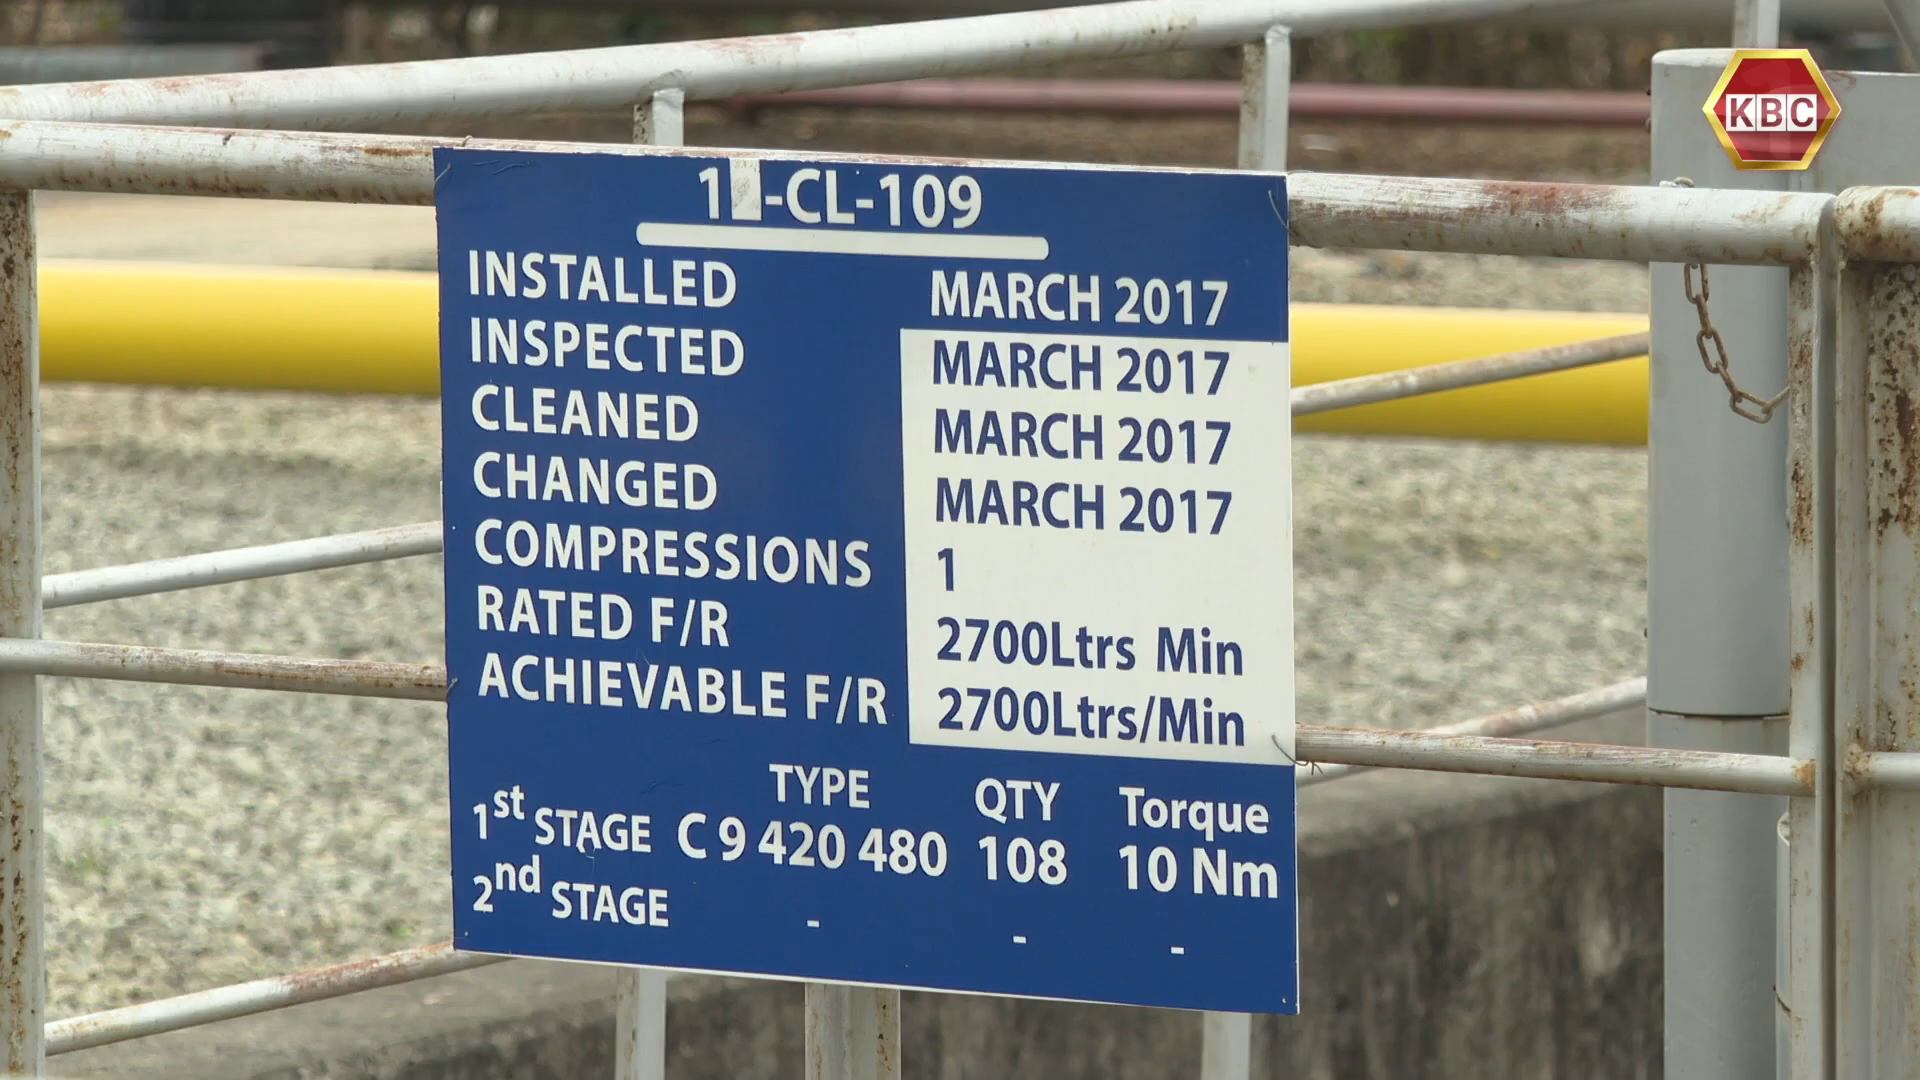 KBC
-CL-109
INSTALLED MARCH 2017
INSPECTED MARCH 2017
CLEANED MARCH 2017
CHANGED MARCH 2017
COMPRESSIONS 1
RATED F/R 2700Ltrs Min
ACHIEVABLE F/R 2700Ltrs/Min
TYPE QTY Torque
1st STAGE C 9 420 480 108 10 Nm
2nd STAGE - - -